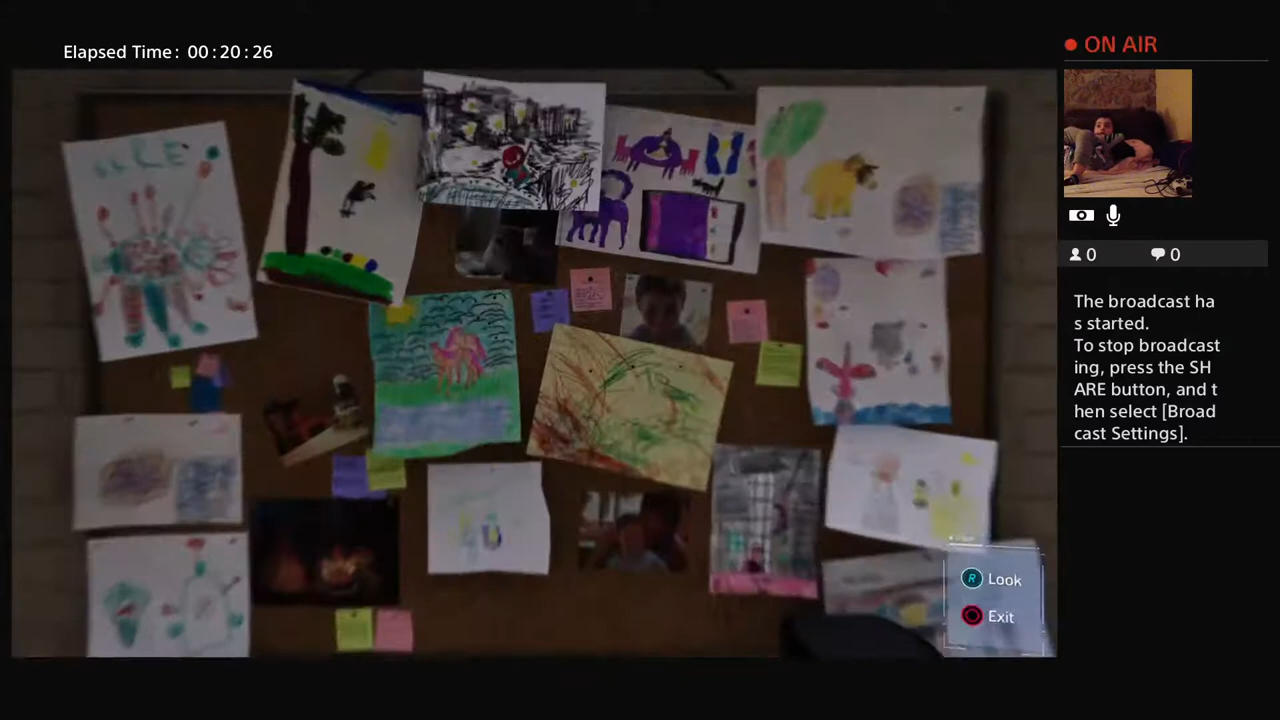 Elapsed Time: 00:20:26
ON AIR
0
0
The broadcast ha
s started.
To stop broadcast
ing, press the SH
ARE button, and t
hen select [Broad
cast Settings].
R Look
Exit